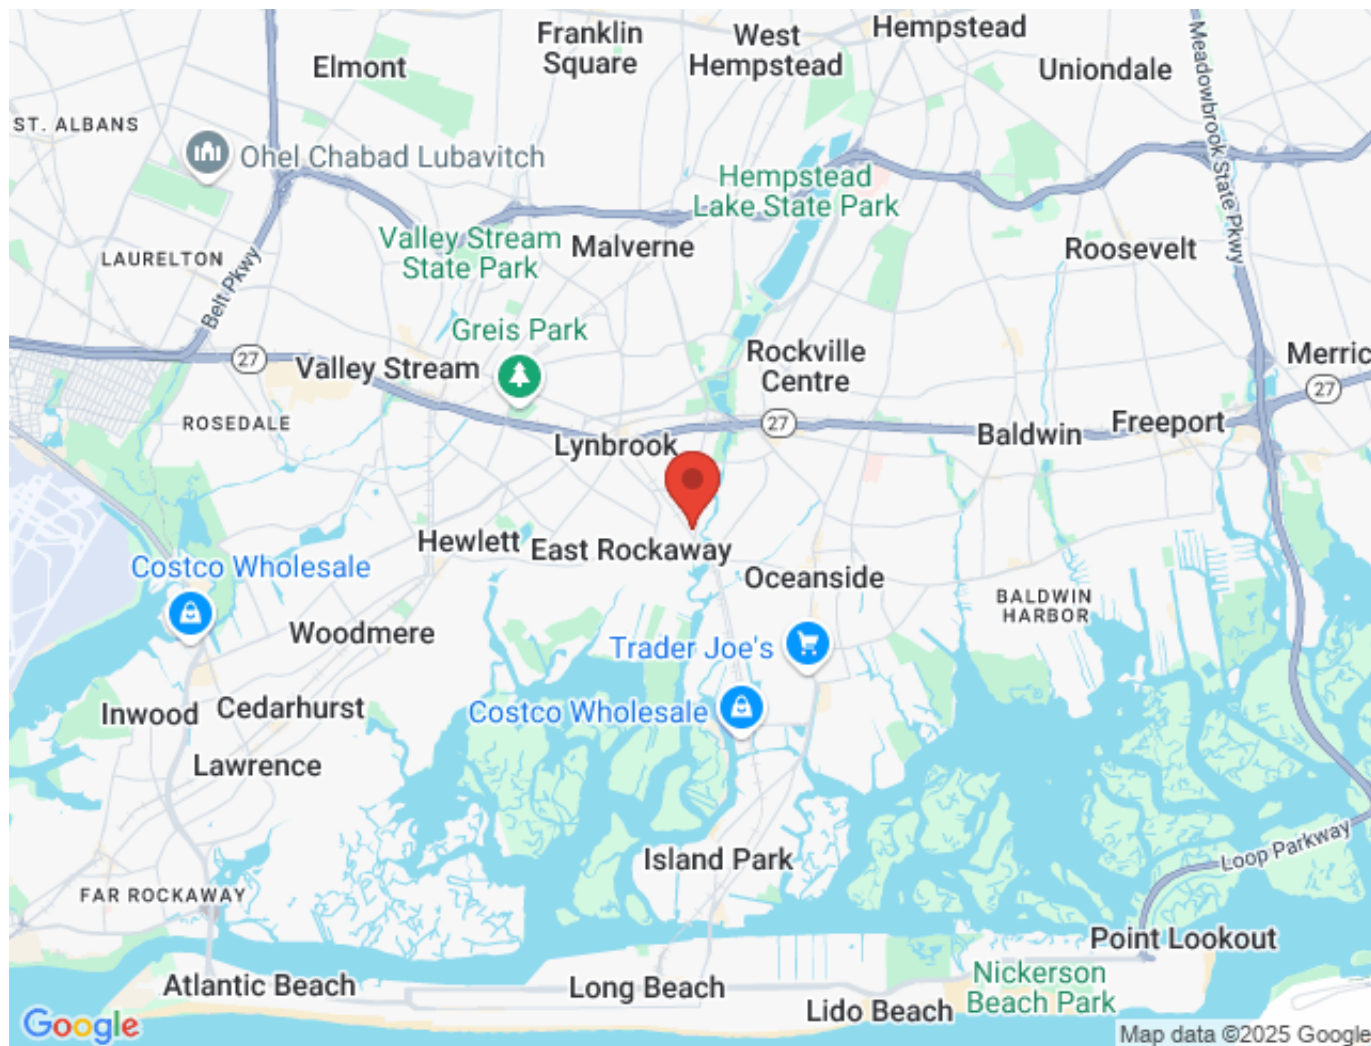 Franklin
Square
West
Hempstead
Hempstead
Elmont
Uniondale
Meadowbrook State Pkwy
ST. ALBANS
Ohel Chabad Lubavitch
Hempstead
Lake State Park
Valley Stream
State Park
Malverne
Roosevelt
LAURELTON
Belt Pkwy
Greis Park
27
Valley Stream
Rockville
Centre
Merric
27
ROSEDALE
27
Freeport
Lynbrook
Baldwin
Hewlett
East Rockaway
Costco Wholesale
Oceanside
BALDWIN
HARBOR
Woodmere
Trader Joe's
Inwood
Cedarhurst
Costco Wholesale
Lawrence
Island Park
Loop Parkway
FAR ROCKAWAY
Point Lookout
Atlantic Beach
Long Beach
Nickerson
Beach Park
Lido Beach
Google
Map data ©2025 Google